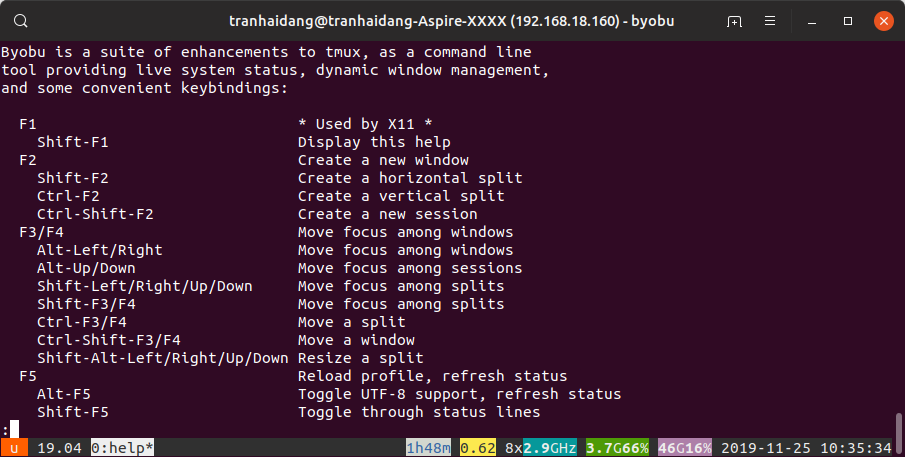 tranhaidang@tranhaidang-Aspire-XXXX (192.168.18.160) - byobu
Byobu is a suite of enhancements to tmux, as a command line
tool providing live system status, dynamic window management,
and some convenient keybindings:
F1 * Used by X11 *
Shift-F1 Display this help
F2 Create a new window
Shift-F2 Create a horizontal split
Ctrl-F2 Create a vertical split
Ctrl-Shift-F2 Create a new session
F3/F4 Move focus among windows
Alt-Left/Right Move focus among windows
Alt-Up/Down Move focus among sessions
Shift-Left/Right/Up/Down Move focus among splits
Shift-F3/F4 Move focus among splits
Ctrl-F3/F4 Move a split
Ctrl-Shift-F3/F4 Move a window
Shift-Alt-Left/Right/Up/Down Resize a split
F5 Reload profile, refresh status
Alt-F5 Toggle UTF-8 support, refresh status
Shift-F5 Toggle through status lines
:
u 19.04 0:help* 1h48m 0.62 8x2.9GHz 3.7G66% 46G16% 2019-11-25 10:35:34